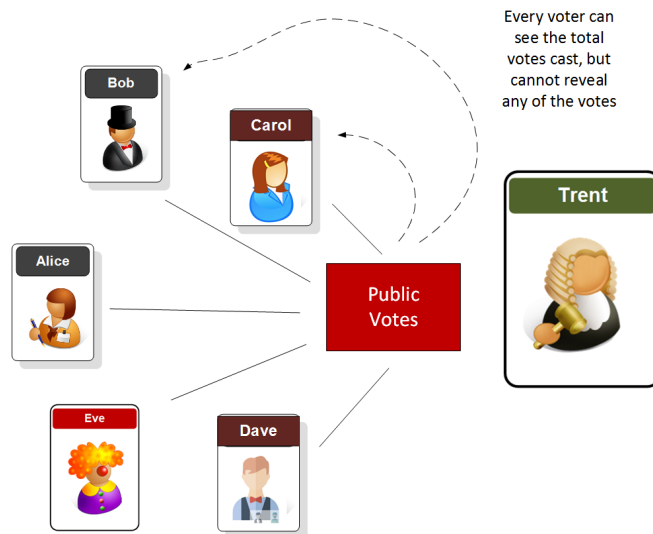 Every voter can
see the total
votes cast, but
cannot reveal
any of the votes
Bob
Carol
Trent
Alice
Public
Votes
Eve
Dave